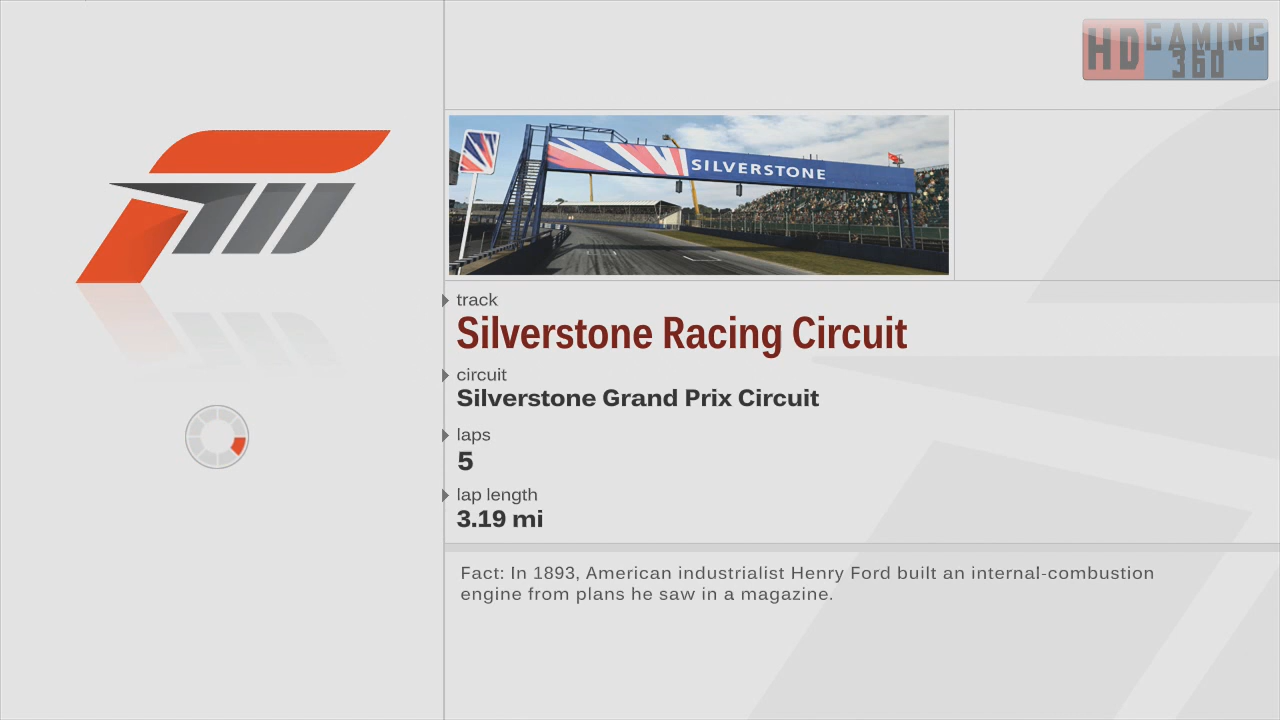 HD GAMING
360
SILVERSTONE
track
Silverstone Racing Circuit
circuit
Silverstone Grand Prix Circuit
laps
5
lap length
3.19 mi
Fact: In 1893, American industrialist Henry Ford built an internal-combustion
engine from plans he saw in a magazine.